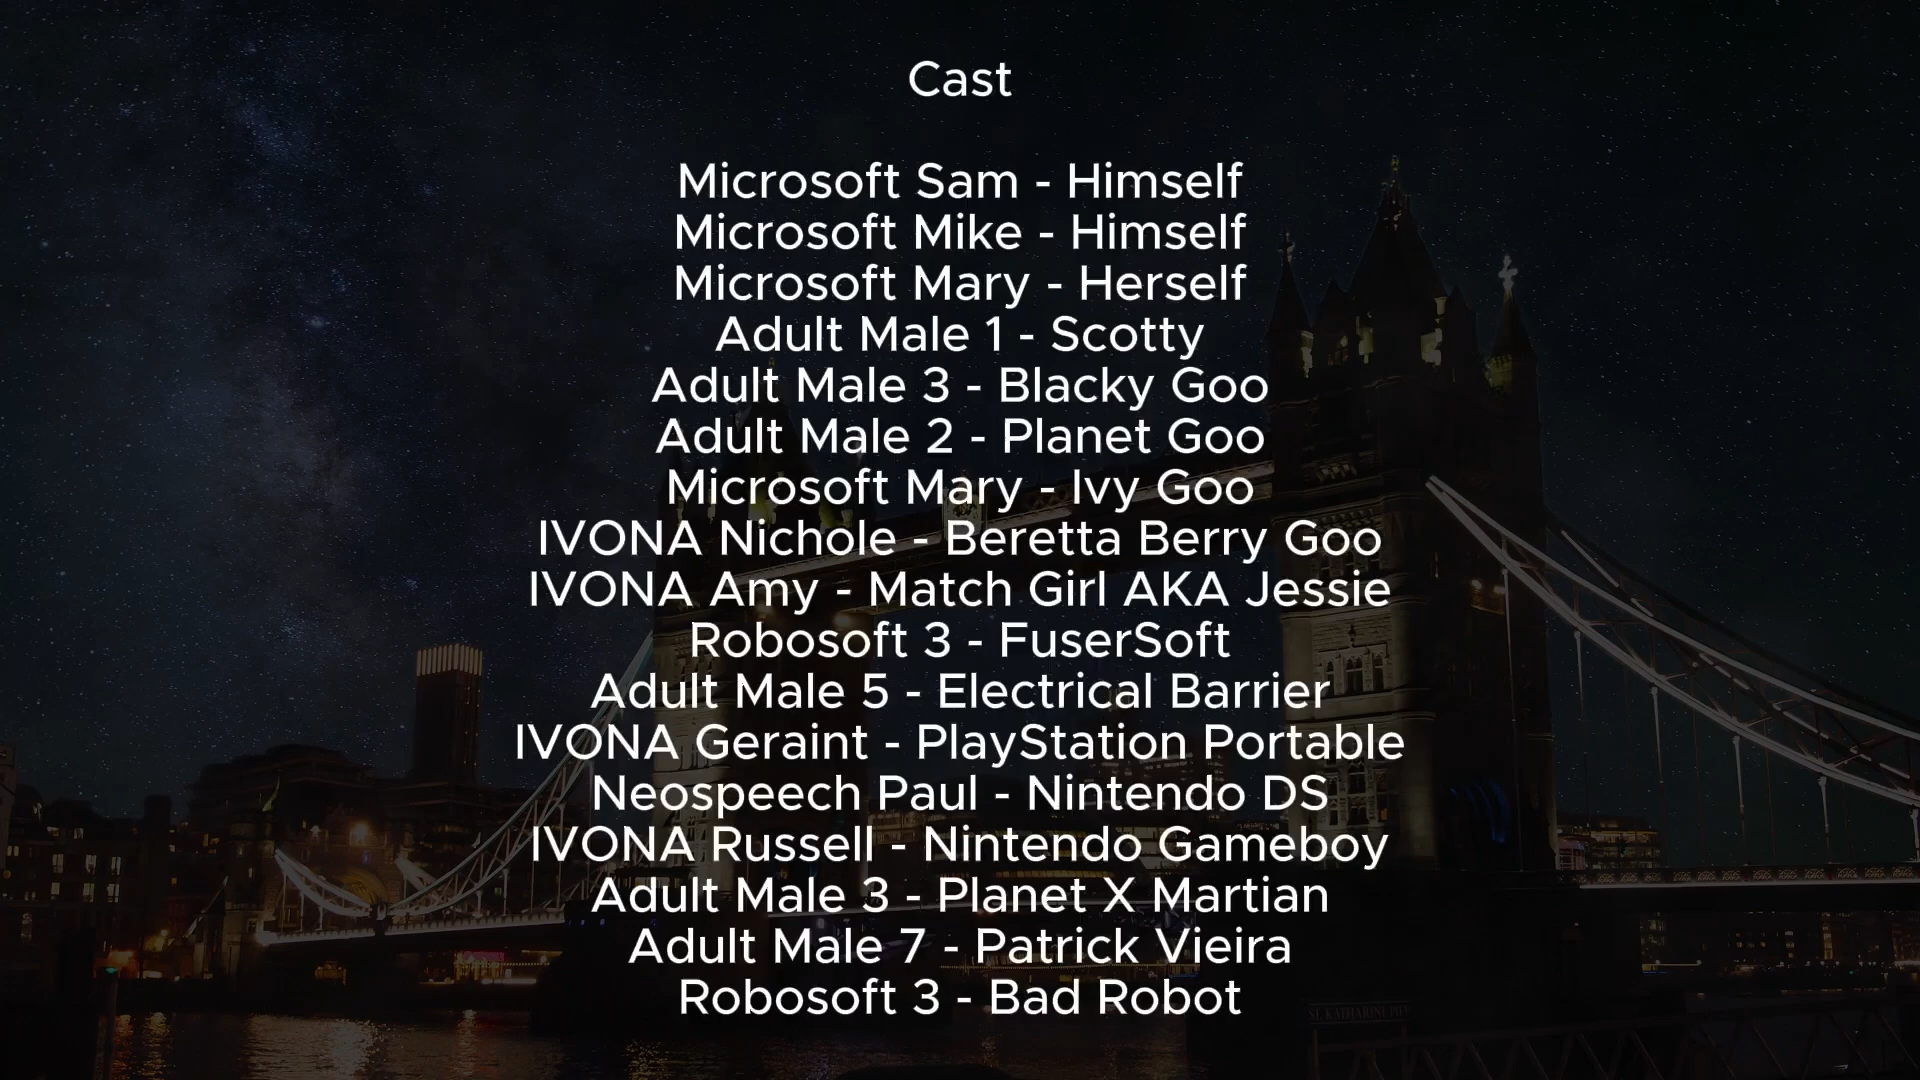 Cast
Microsoft Sam - Himself
Microsoft Mike - Himself
Microsoft Mary - Herself
Adult Male 1 - Scotty
Adult Male 3 - Blacky Goo
Adult Male 2 - Planet Goo
Microsoft Mary - Ivy Goo
IVONA Nichole - Beretta Berry Goo
IVONA Amy - Match Girl AKA Jessie
Robosoft 3 - FuserSoft
Adult Male 5 - Electrical Barrier
IVONA Geraint - PlayStation Portable
Neospeech Paul - Nintendo DS
IVONA Russell - Nintendo Gameboy
Adult Male 3 - Planet X Martian
Adult Male 7 - Patrick Vieira
Robosoft 3 - Bad Robot
ST. KATHARINE PIER